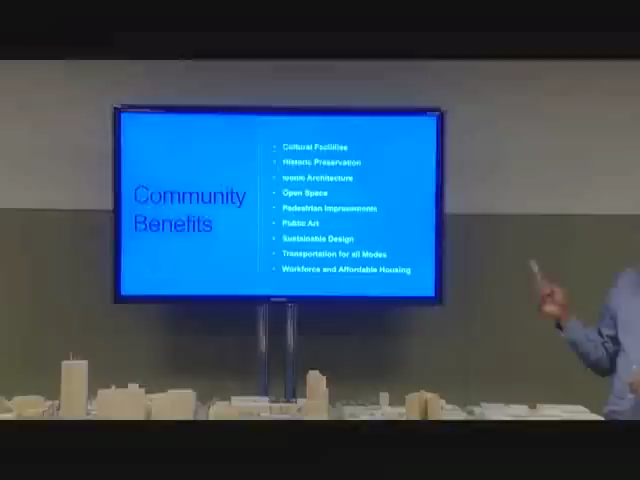 Community
Benefits
• Cultural Facilities
• Historic Preservation
• Iconic Architecture
• Open Space
• Pedestrian Improvements
• Public Art
• Sustainable Design
• Transportation for all Modes
• Workforce and Affordable Housing